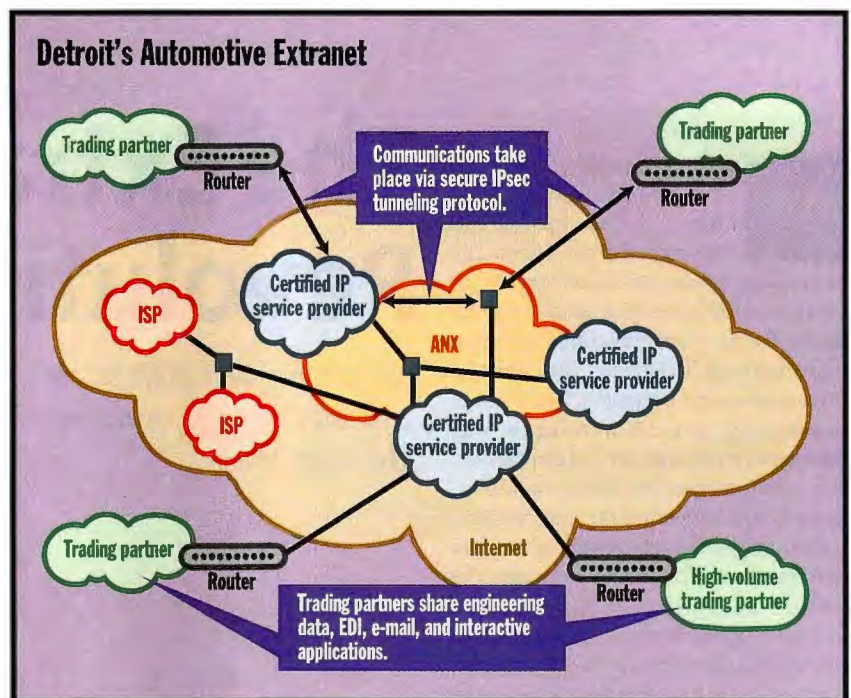 Detroit's Automotive Extranet
Trading partner
Router
Communications take
place via secure IPsec
tunneling protocol.
Trading partner
Router
Certified IP
service provider
ISP
ANX
Certified IP
service provider
ISP
Certified IP
service provider
Trading partner
Router
Internet
Router
High-volume
trading partner
Trading partners share engineering
data, EDI, e-mail, and interactive
applications.